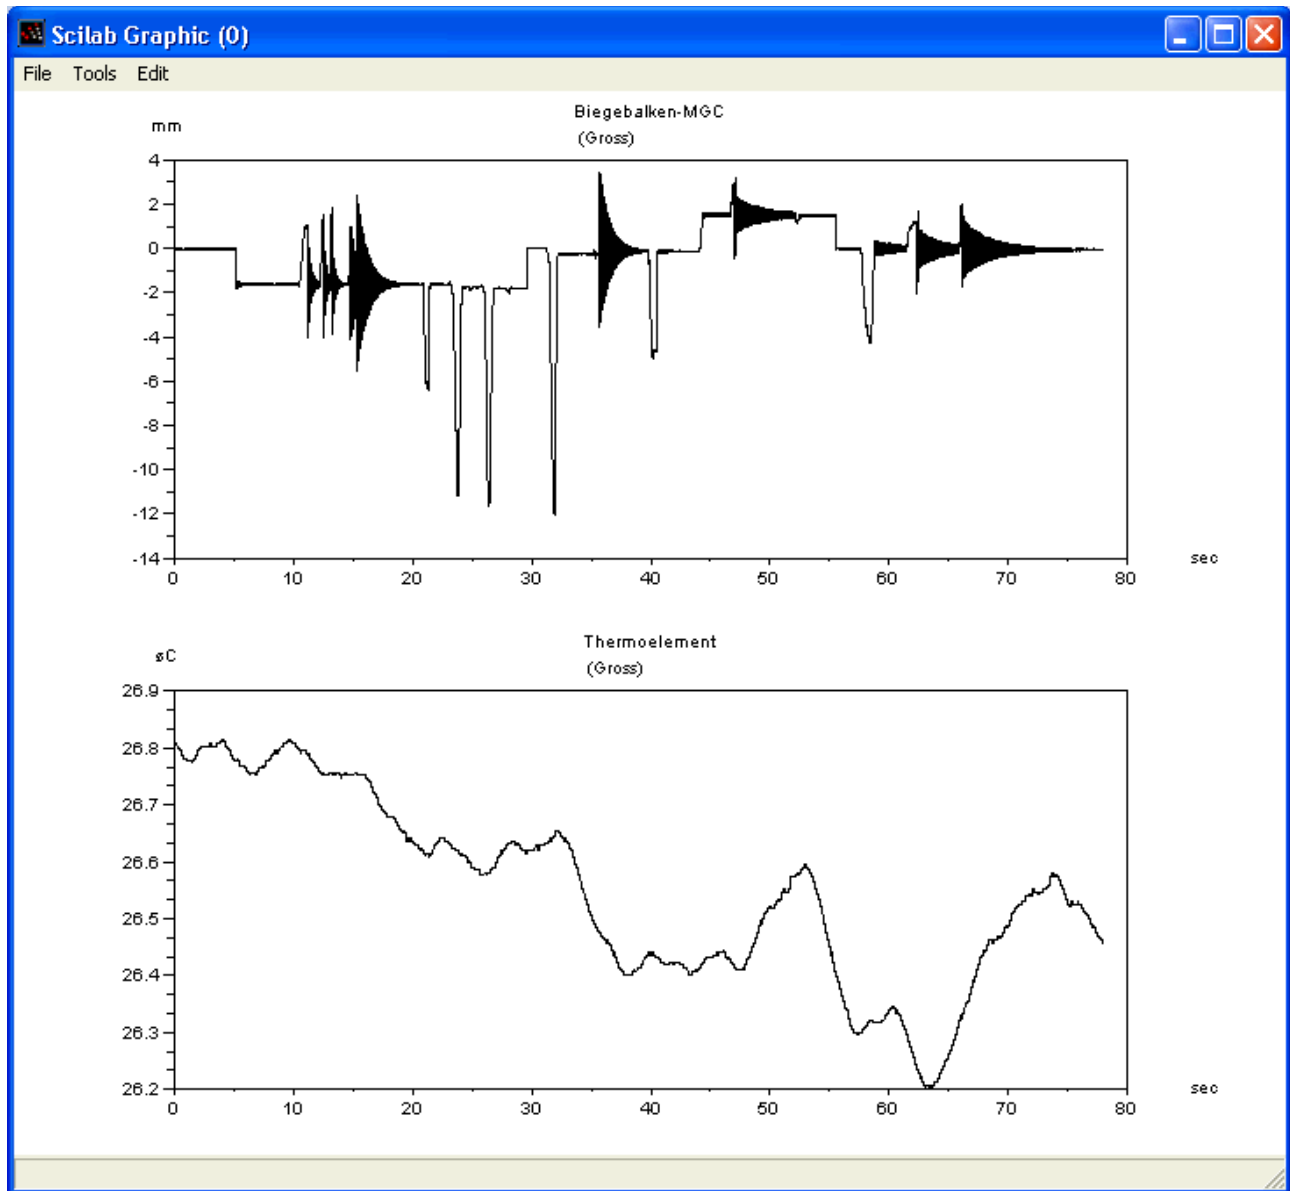 Scilab Graphic (0)
File Tools Edit
Biegebalken-MGC
(Gross)
mm
4
2
0
-2
-4
-6
-8
-10
-12
-14
0 10 20 30 40 50 60 70 80
sec
Thermoelement
(Gross)
øC
26.9
26.8
26.7
26.6
26.5
26.4
26.3
26.2
0 10 20 30 40 50 60 70 80
sec